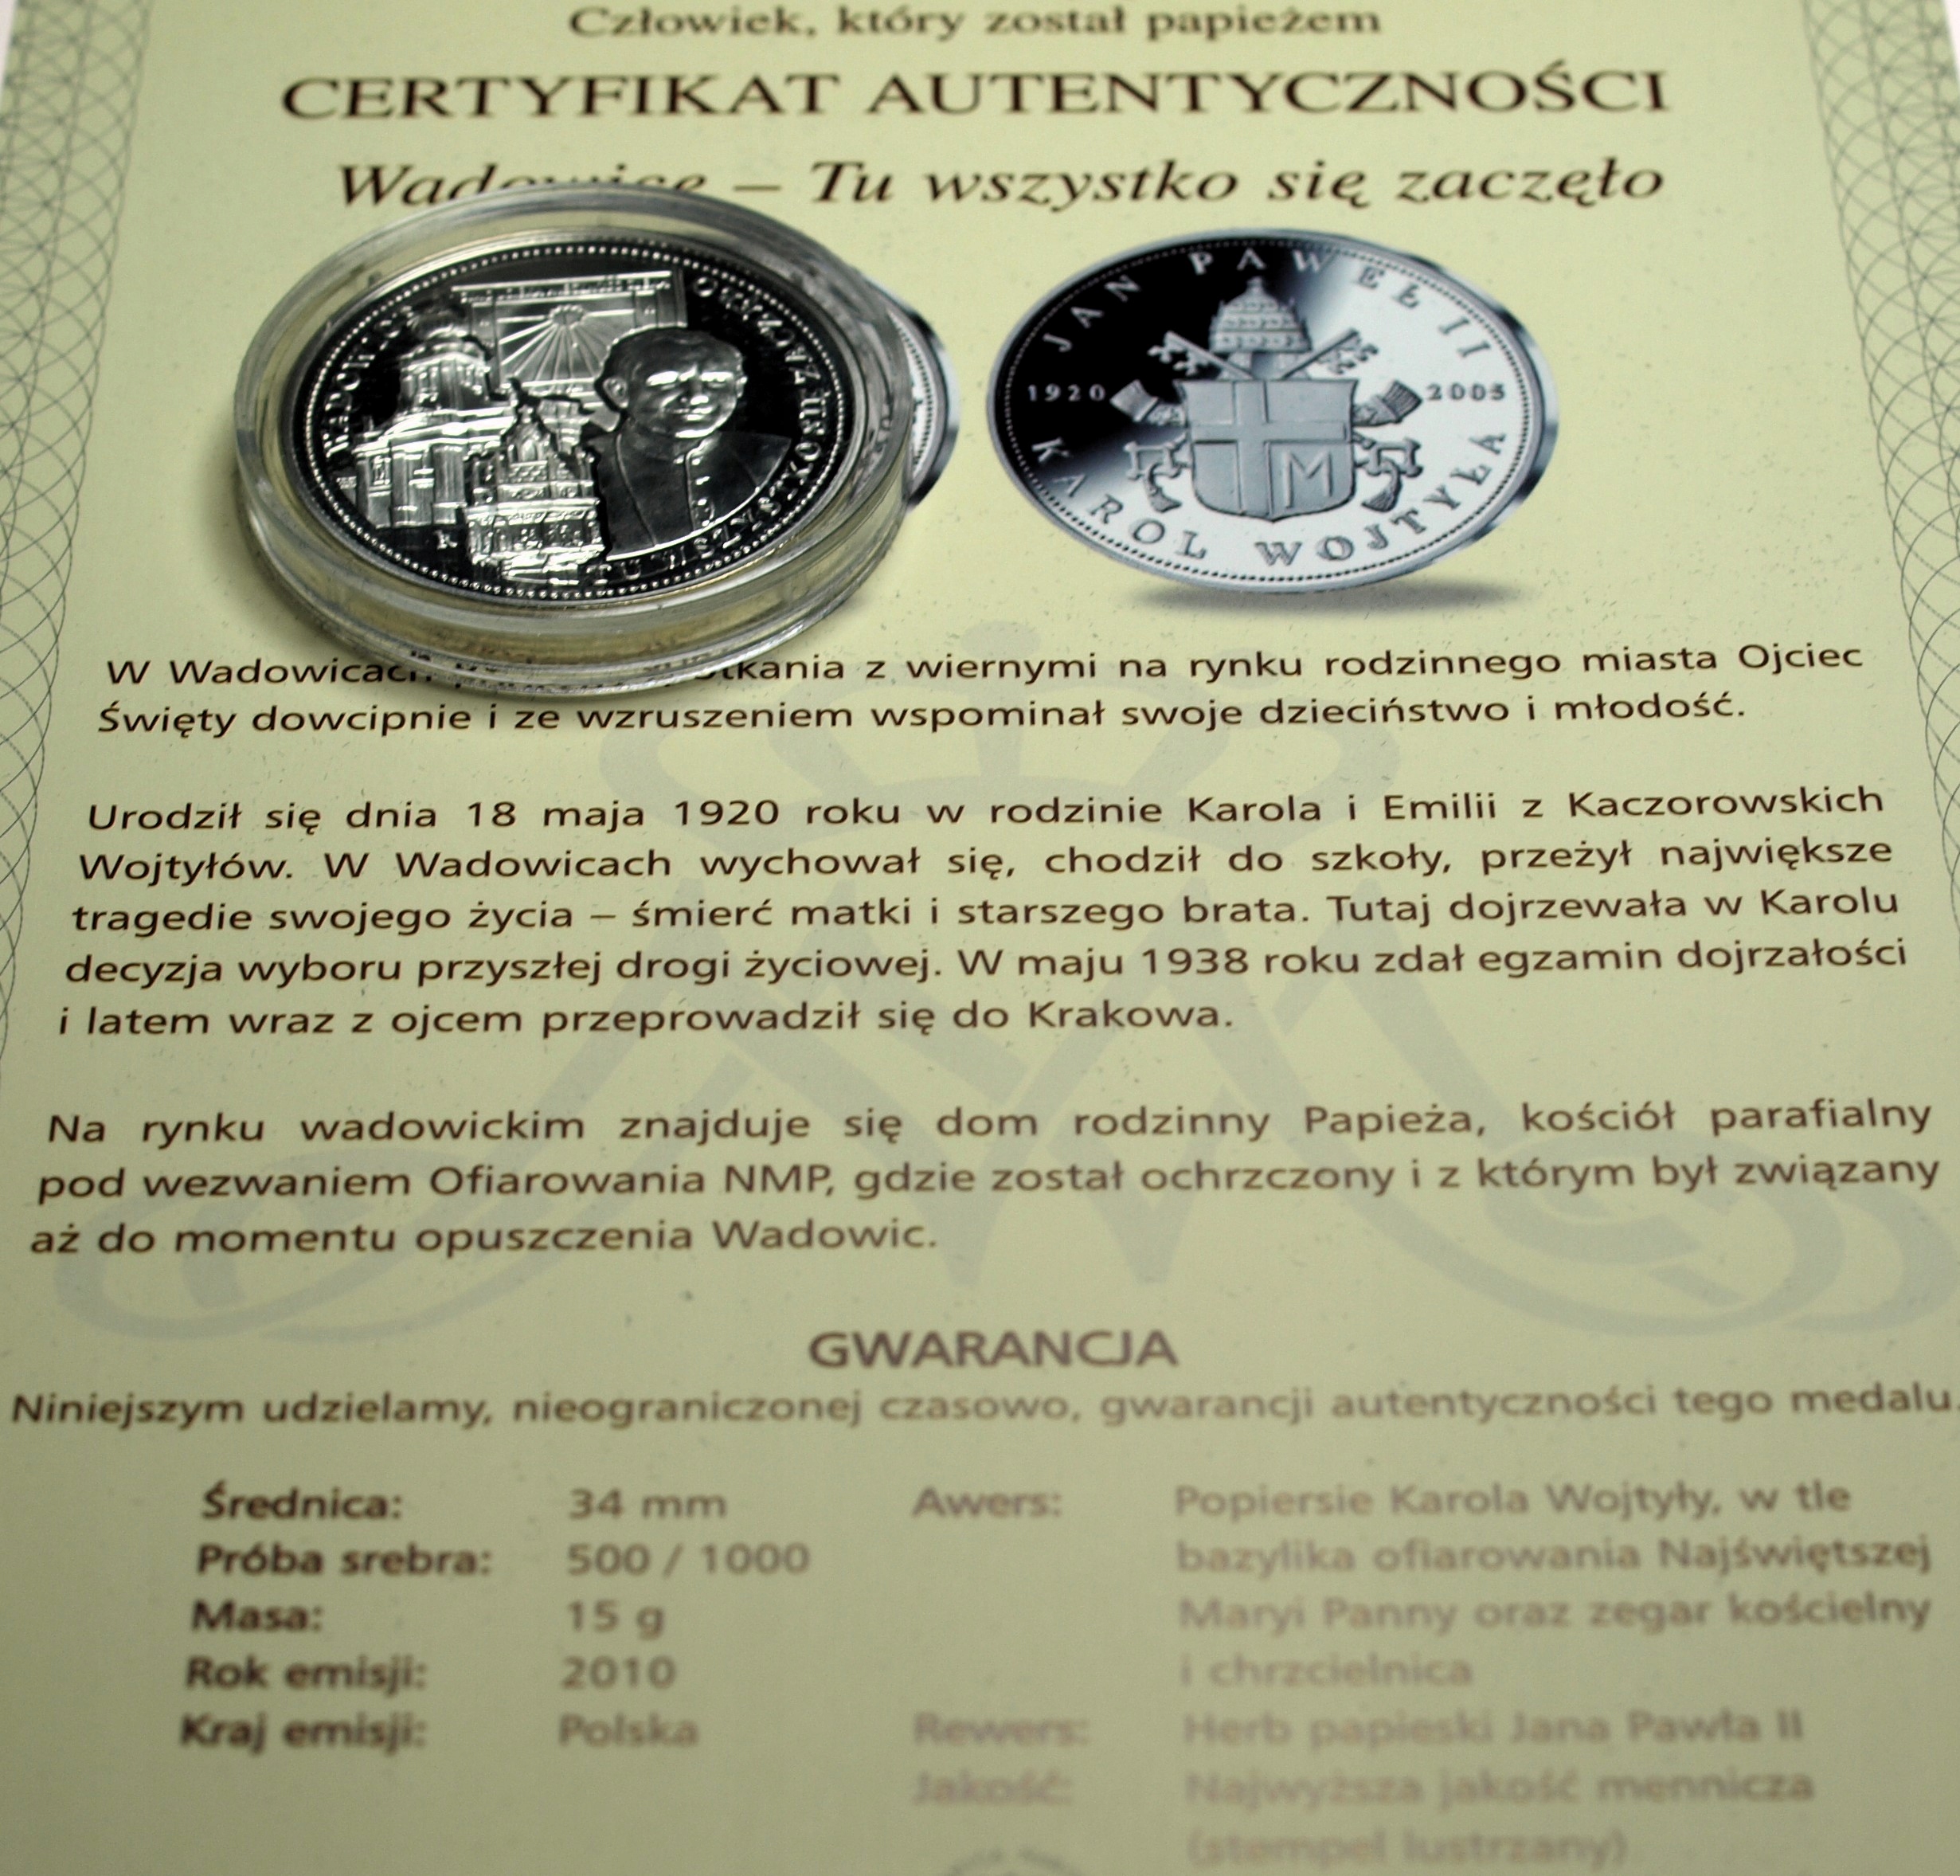 Człowiek, który został papieżem
CERTYFIKAT AUTENTYCZNOŚCI
Wadowice – Tu wszystko się zaczęło
JAN PAWEŁ II
1920 2005
M
KAROL WOJTYŁA
W Wadowicach z wiernymi na rynku rodzinnego miasta Ojciec
Święty dowcipnie i ze wzruszeniem wspominał swoje dzieciństwo i młodość.
Urodził się dnia 18 maja 1920 roku w rodzinie Karola i Emilii z Kaczorowskich
Wojtyłów. W Wadowicach wychował się, chodził do szkoły, przeżył największe
tragedie swojego życia – śmierć matki i starszego brata. Tutaj dojrzewała w Karolu
decyzja wyboru przyszłej drogi życiowej. W maju 1938 roku zdał egzamin dojrzałości
i latem wraz z ojcem przeprowadził się do Krakowa.
Na rynku wadowickim znajduje się dom rodzinny Papieża, kościół parafialny
pod wezwaniem Ofiarowania NMP, gdzie został ochrzczony i z którym był związany
aż do momentu opuszczenia Wadowic.
GWARANCJA
Niniejszym udzielamy, nieograniczonej czasowo, gwarancji autentyczności tego medalu.
Średnica: 34 mm
Próba srebra: 500 / 1000
Masa: 15 g
Rok emisji: 2010
Kraj emisji: Polska
Awers: Popiersie Karola Wojtyły, w tle
bazylika ofiarowania Najświętszej
Maryi Panny oraz zegar kościelny
i chrzcielnica
Rewers: Herb papieski Jana Pawła II
Jakość: Najwyższa jakość mennicza
(stempel lustrzany)